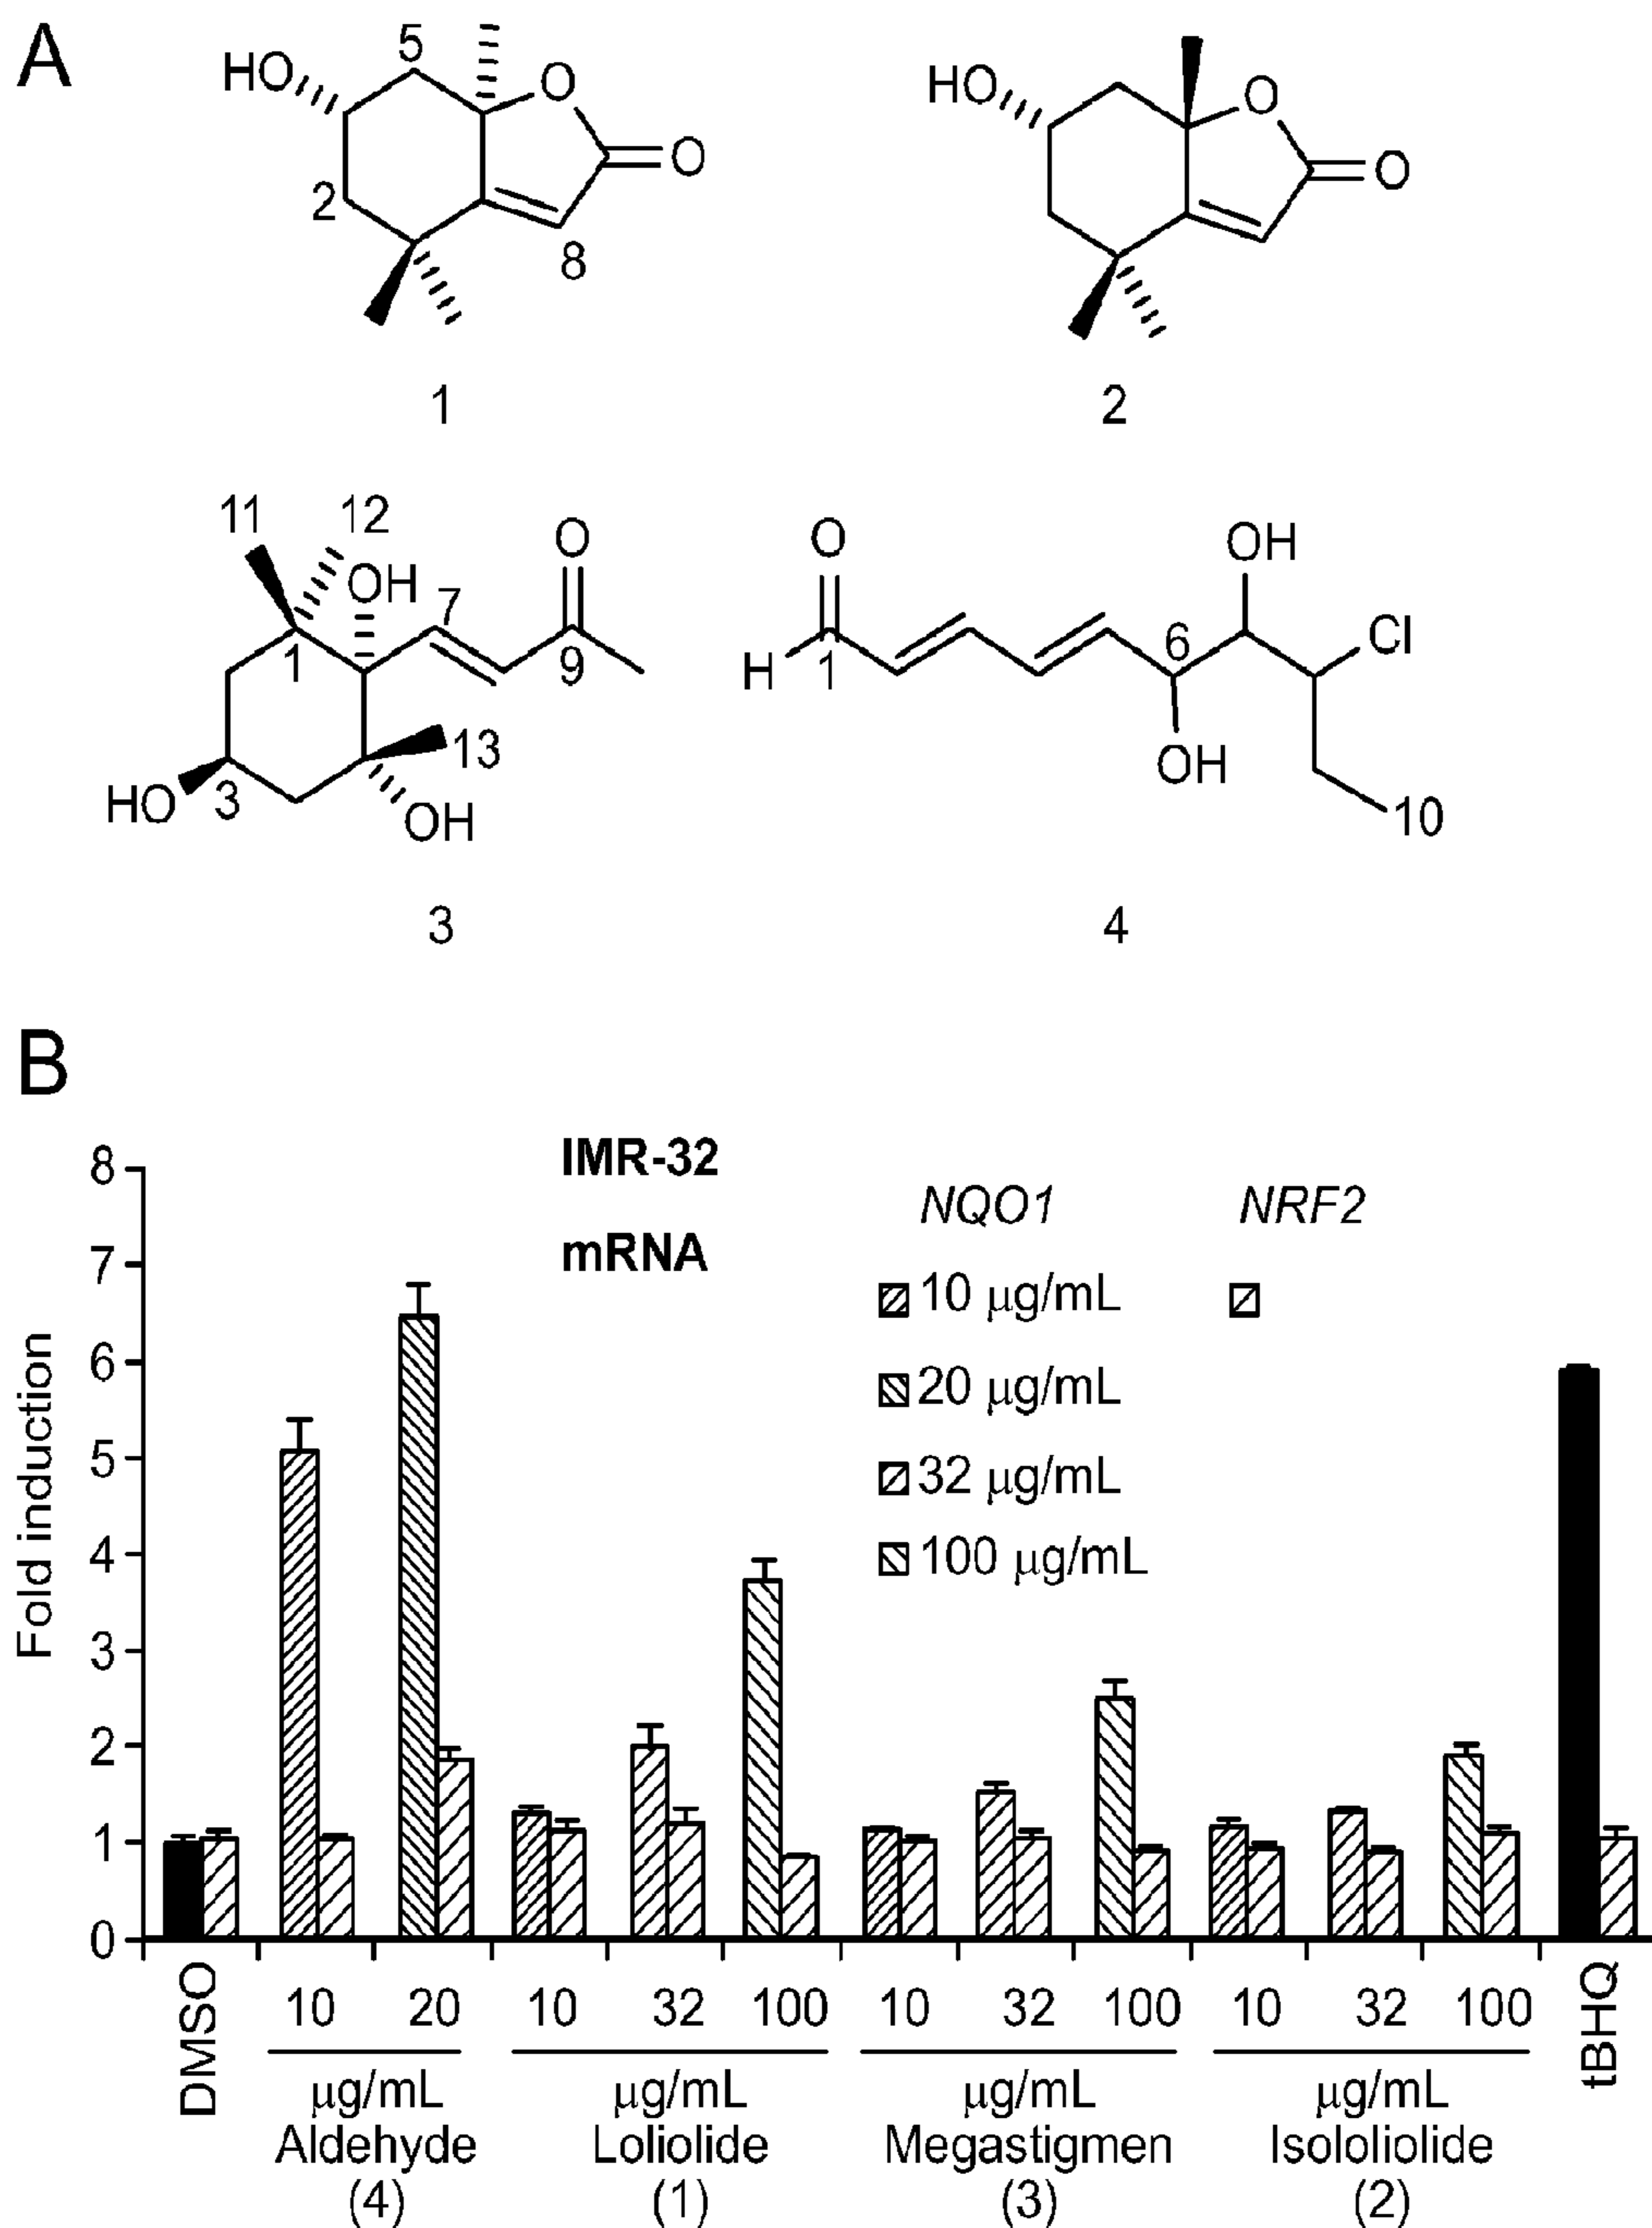 A
HO
5
O
O
2
8
1
HO
O
O
2
11
12
OH
7
O
1
9
13
HO
3
OH
3
O
H
1
6
OH
OH
Cl
10
4
B
IMR-32
mRNA
NQO1
NRF2
10 µg/mL
20 µg/mL
32 µg/mL
100 µg/mL
Fold induction
8
7
6
5
4
3
2
1
0
DMSO
10 20 10 32 100 10 32 100 10 32 100
tBHQ
µg/mL µg/mL µg/mL µg/mL
Aldehyde Loliolide Megastigmen Isololiolide
(4) (1) (3) (2)